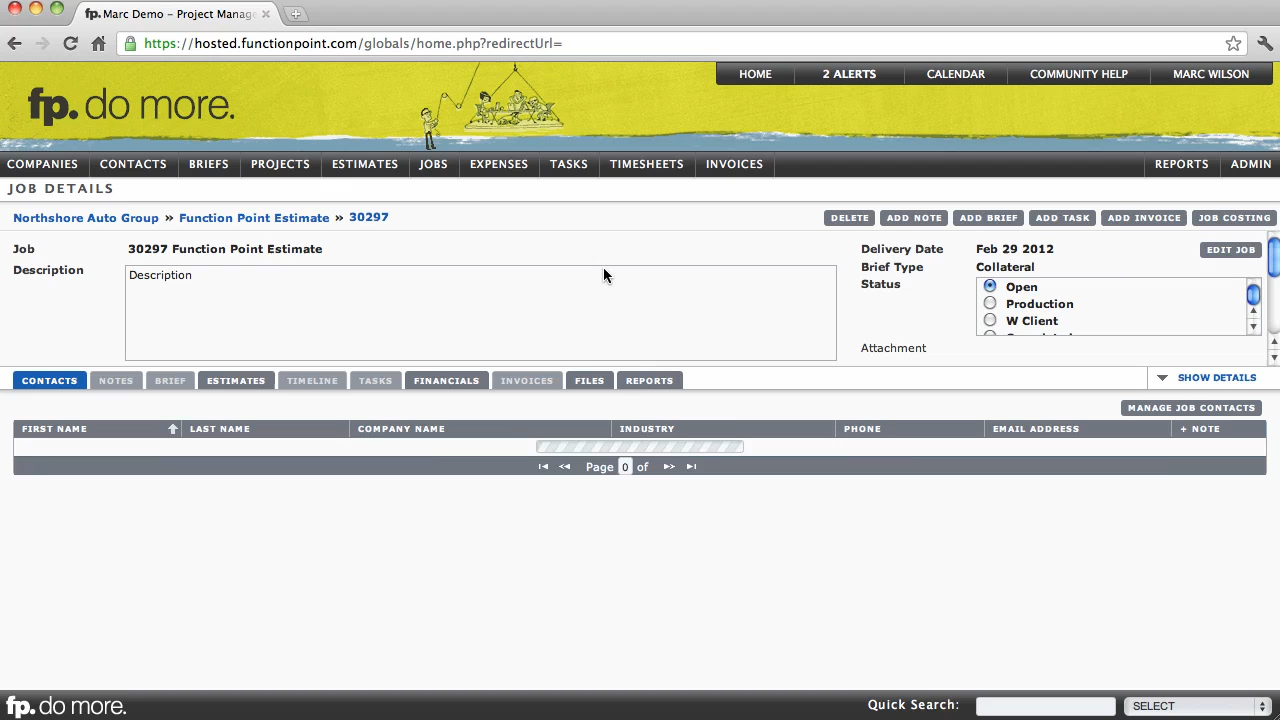 fp. Marc Demo – Project Manage
https://hosted.functionpoint.com/globals/home.php?redirectUrl=
fp. do more.
HOME 2 ALERTS CALENDAR COMMUNITY HELP MARC WILSON
COMPANIES CONTACTS BRIEFS PROJECTS ESTIMATES JOBS EXPENSES TASKS TIMESHEETS INVOICES REPORTS ADMIN
JOB DETAILS
Northshore Auto Group » Function Point Estimate » 30297
DELETE ADD NOTE ADD BRIEF ADD TASK ADD INVOICE JOB COSTING
Job 30297 Function Point Estimate
Description Description
Delivery Date Feb 29 2012 EDIT JOB
Brief Type Collateral
Status Open
Production
W Client
Attachment
CONTACTS NOTES BRIEF ESTIMATES TIMELINE TASKS FINANCIALS INVOICES FILES REPORTS SHOW DETAILS
MANAGE JOB CONTACTS
FIRST NAME LAST NAME COMPANY NAME INDUSTRY PHONE EMAIL ADDRESS + NOTE
Page 0 of
fp. do more. Quick Search: SELECT